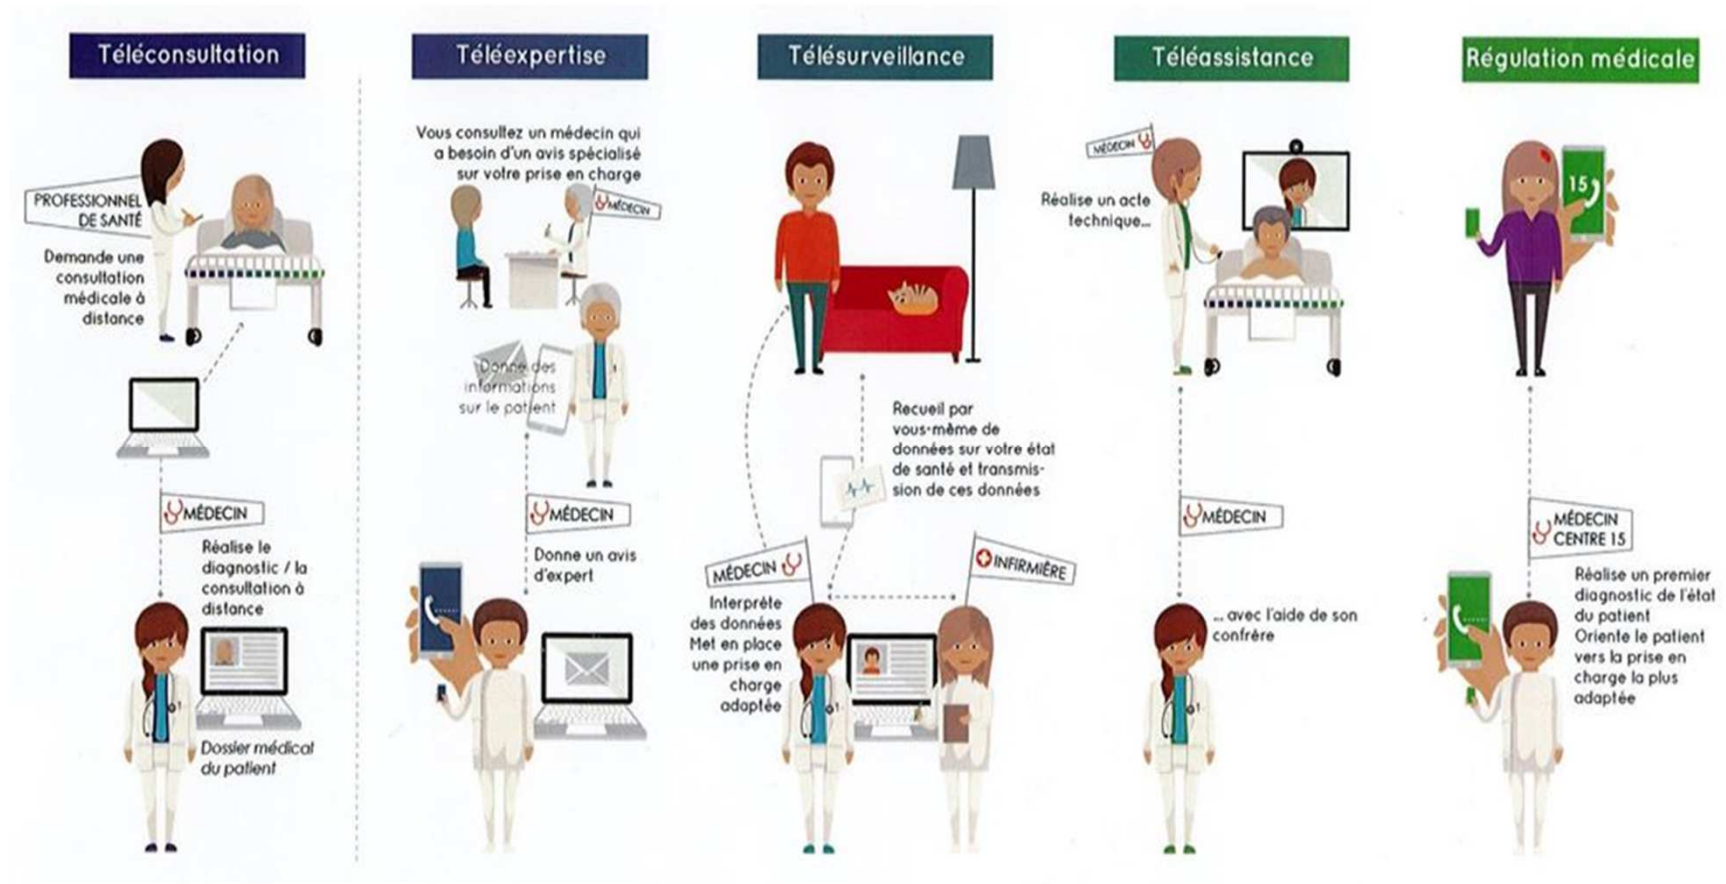 Téléconsultation
PROFESSIONNEL
DE SANTÉ
Demande une
consultation
médicale à
distance
MÉDECIN
Réalise le
diagnostic / la
consultation à
distance
Dossier médical
du patient
Téléexpertise
Vous consultez un médecin qui
a besoin d'un avis spécialisé
sur votre prise en charge
MÉDECIN
Donne des
informations
sur le patient
MÉDECIN
Donne un avis
d'expert
Télésurveillance
Recueil par
vous-même de
données sur votre état
de santé et transmis-
sion de ces données
MÉDECIN
INFIRMIÈRE
Interprète
des données
Met en place
une prise en
charge
adaptée
Téléassistance
MÉDECIN
Réalise un acte
technique...
MÉDECIN
... avec l'aide de son
confrère
Régulation médicale
15
MÉDECIN
CENTRE 15
Réalise un premier
diagnostic de l'état
du patient
Oriente le patient
vers la prise en
charge la plus
adaptée